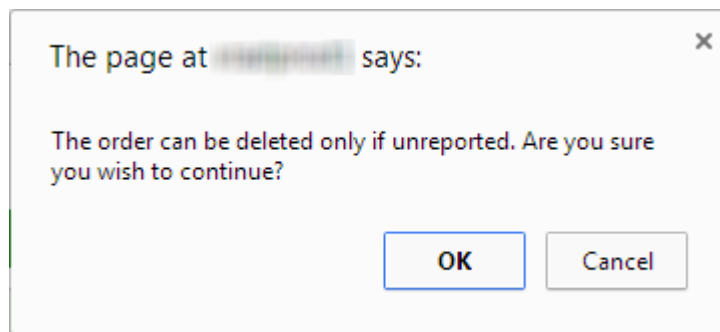 The page at says:
The order can be deleted only if unreported. Are you sure
you wish to continue?
OK Cancel